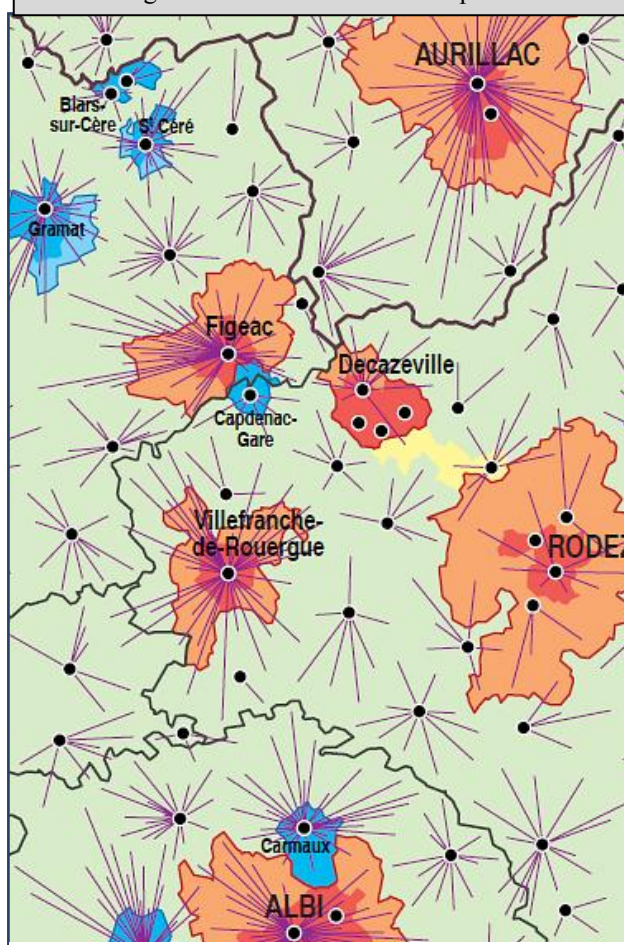 AURILLAC
Blars-
sur-Cère
St Céré
Gramat
Figeac
Decazeville
Capdenac-
Gare
Villefranche-
de-Rouergue
RODEZ
Carmaux
ALBI